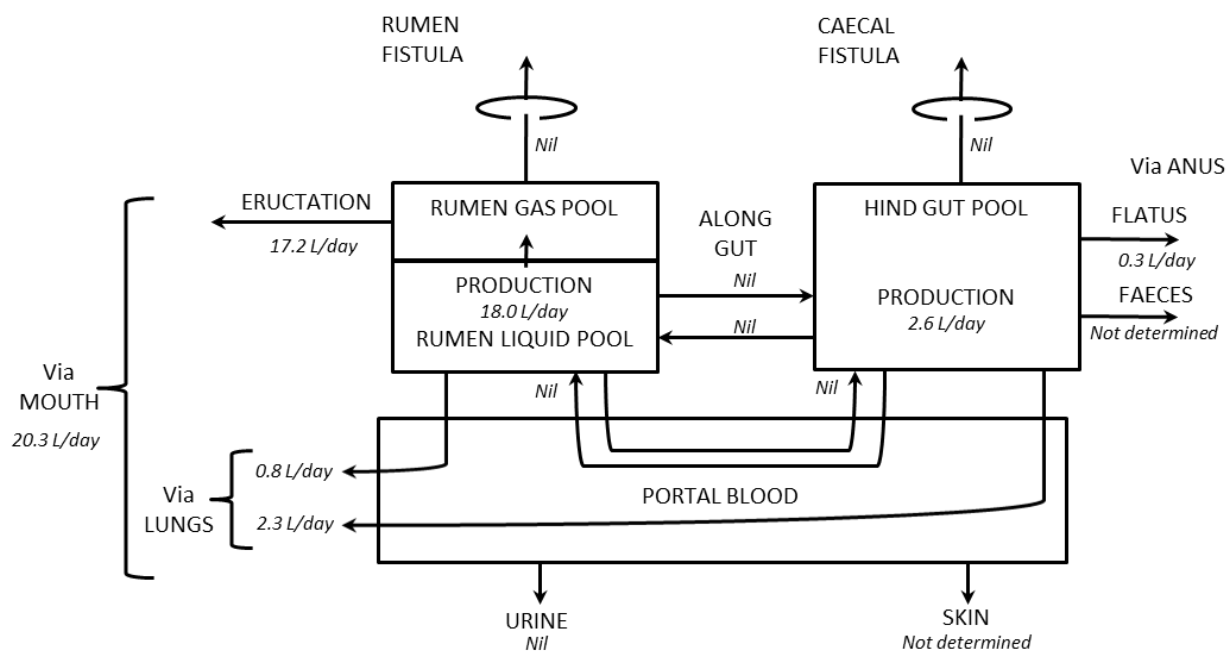 RUMEN
FISTULA
CAECAL
FISTULA
Nil
Nil
Via ANUS
ERUCTATION
17.2 L/day
RUMEN GAS POOL
ALONG
GUT
Nil
HIND GUT POOL
FLATUS
0.3 L/day
PRODUCTION
18.0 L/day
RUMEN LIQUID POOL
Nil
PRODUCTION
2.6 L/day
FAECES
Not determined
Via
MOUTH
20.3 L/day
Nil
Nil
Via
LUNGS
0.8 L/day
2.3 L/day
PORTAL BLOOD
URINE
Nil
SKIN
Not determined